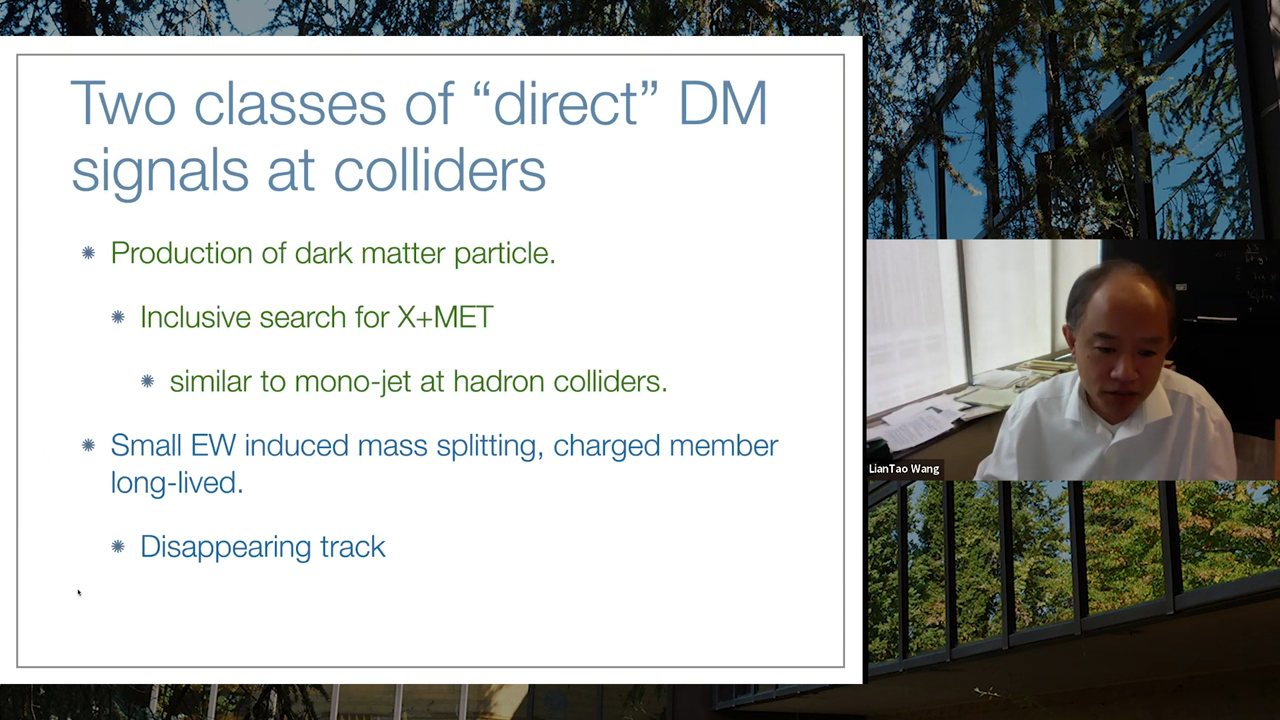 Two classes of “direct” DM
signals at colliders
Production of dark matter particle.
Inclusive search for X+MET
similar to mono-jet at hadron colliders.
Small EW induced mass splitting, charged member
long-lived.
Disappearing track
LianTao Wang